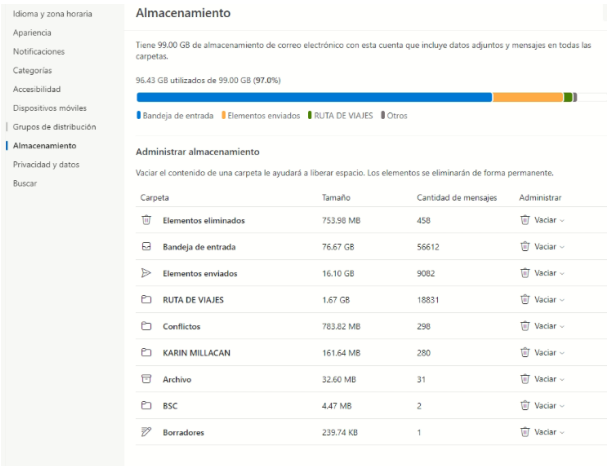 Idioma y zona horaria
Apariencia
Notificaciones
Categorías
Accesibilidad
Dispositivos móviles
Grupos de distribución
Almacenamiento
Privacidad y datos
Buscar
Almacenamiento
Tiene 99.00 GB de almacenamiento de correo electrónico con esta cuenta que incluye datos adjuntos y mensajes en todas las
carpetas.
96.43 GB utilizados de 99.00 GB (97.0%)
Bandeja de entrada Elementos enviados RUTA DE VIAJES Otros
Administrar almacenamiento
Vaciar el contenido de una carpeta le ayudará a liberar espacio. Los elementos se eliminarán de forma permanente.
Carpeta Tamaño Cantidad de mensajes Administrar
Elementos eliminados 753.98 MB 458 Vaciar
Bandeja de entrada 76.67 GB 56612 Vaciar
Elementos enviados 16.10 GB 9082 Vaciar
RUTA DE VIAJES 1.67 GB 18831 Vaciar
Conflictos 783.82 MB 298 Vaciar
KARIN MILLACAN 161.64 MB 280 Vaciar
Archivo 32.60 MB 31 Vaciar
BSC 4.47 MB 2 Vaciar
Borradores 239.74 KB 1 Vaciar